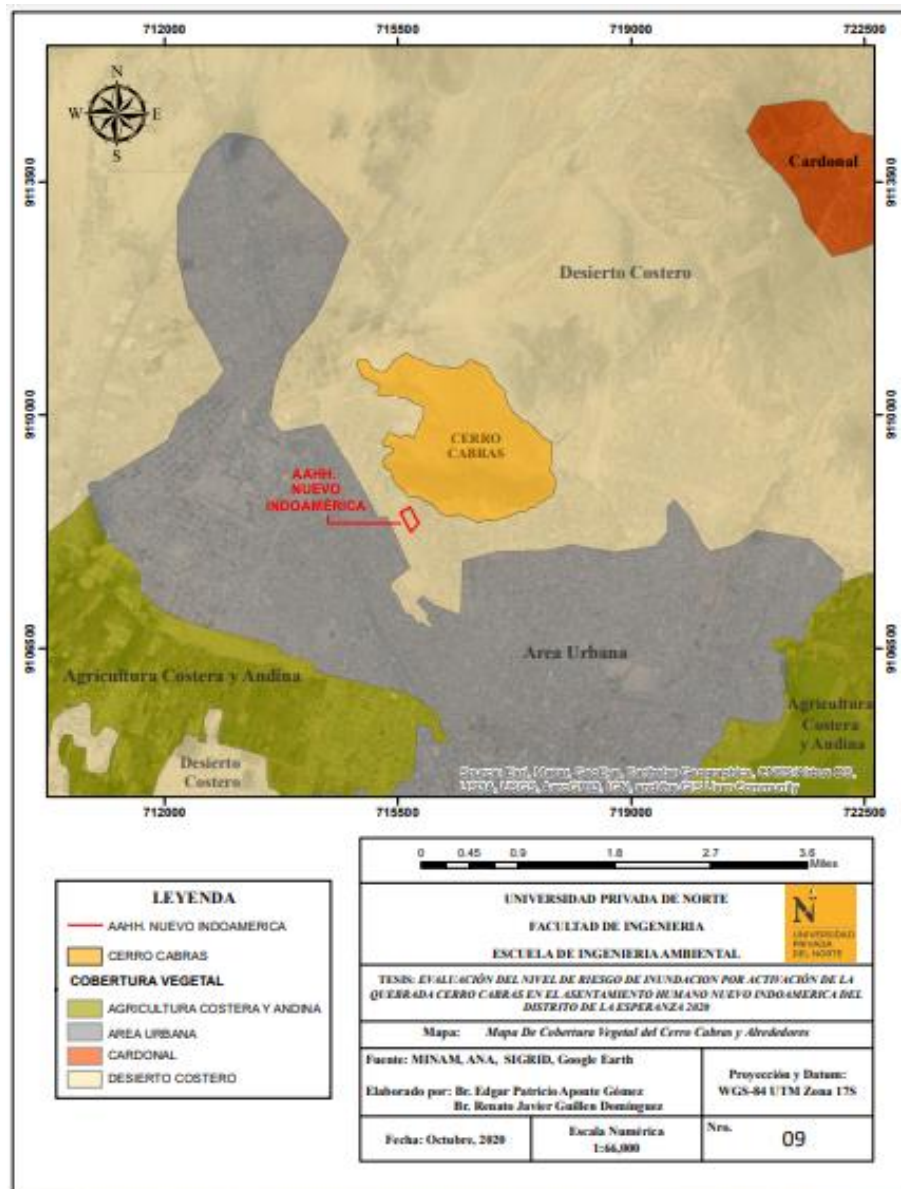 712000 715500 719000 722500
N
W E
S
9113500 9113500
Cardonal
Desierto Costero
9110000 9110000
CERRO
CABRAS
AAHH.
NUEVO
INDOAMÉRICA
9106500 9106500
Area Urbana
Agricultura Costera y Andina
Agricultura
Costera
y Andina
Desierto
Costero
712000 715500 719000 722500
LEYENDA
AAHH. NUEVO INDOAMERICA
CERRO CABRAS
COBERTURA VEGETAL
AGRICULTURA COSTERA Y ANDINA
AREA URBANA
CARDONAL
DESIERTO COSTERO
0 0.45 0.9 1.8 2.7 3.6
Miles
UNIVERSIDAD PRIVADA DE NORTE
FACULTAD DE INGENIERIA
ESCUELA DE INGENIERIA AMBIENTAL
N
UNIVERSIDAD
PRIVADA
DEL NORTE
TESIS: EVALUACIÓN DEL NIVEL DE RIESGO DE INUNDACION POR ACTIVACIÓN DE LA
QUEBRADA CERRO CABRAS EN EL ASENTAMIENTO HUMANO NUEVO INDOAMERICA DEL
DISTRITO DE LA ESPERANZA 2020
Mapa: Mapa De Cobertura Vegetal del Cerro Cabras y Alrededores
Fuente: MINAM, ANA, SIGRID, Google Earth
Elaborado por: Br. Edgar Patricio Aponte Gómez
Br. Renato Javier Guillen Domínguez
Proyección y Datum:
WGS-84 UTM Zona 17S
Fecha: Octubre, 2020
Escala Numérica
1:66,000
Nro.
09